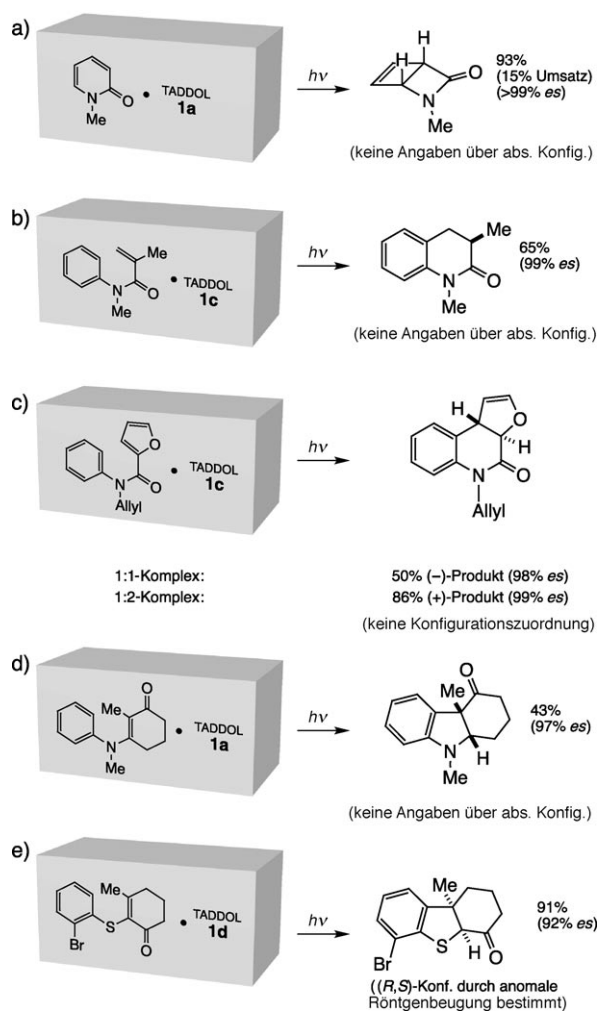 a)
N
Me
O
• TADDOL
1a
hν
H
H
O
N
Me
93%
(15% Umsatz)
(>99% es)
(keine Angaben über abs. Konfig.)
b)
Me
N
O
Me
• TADDOL
1c
hν
Me
N
O
Me
65%
(99% es)
(keine Angaben über abs. Konfig.)
c)
O
N
O
Allyl
• TADDOL
1c
hν
H
O
H
N
O
Allyl
1:1-Komplex: 50% (–)-Produkt (98% es)
1:2-Komplex: 86% (+)-Produkt (99% es)
(keine Konfigurationszuordnung)
d)
O
Me
N
Me
• TADDOL
1a
hν
Me
O
N
H
Me
43%
(97% es)
(keine Angaben über abs. Konfig.)
e)
Me
S
Br
O
• TADDOL
1d
hν
Me
S
H
O
Br
91%
(92% es)
((R,S)-Konf. durch anomale
Röntgenbeugung bestimmt)